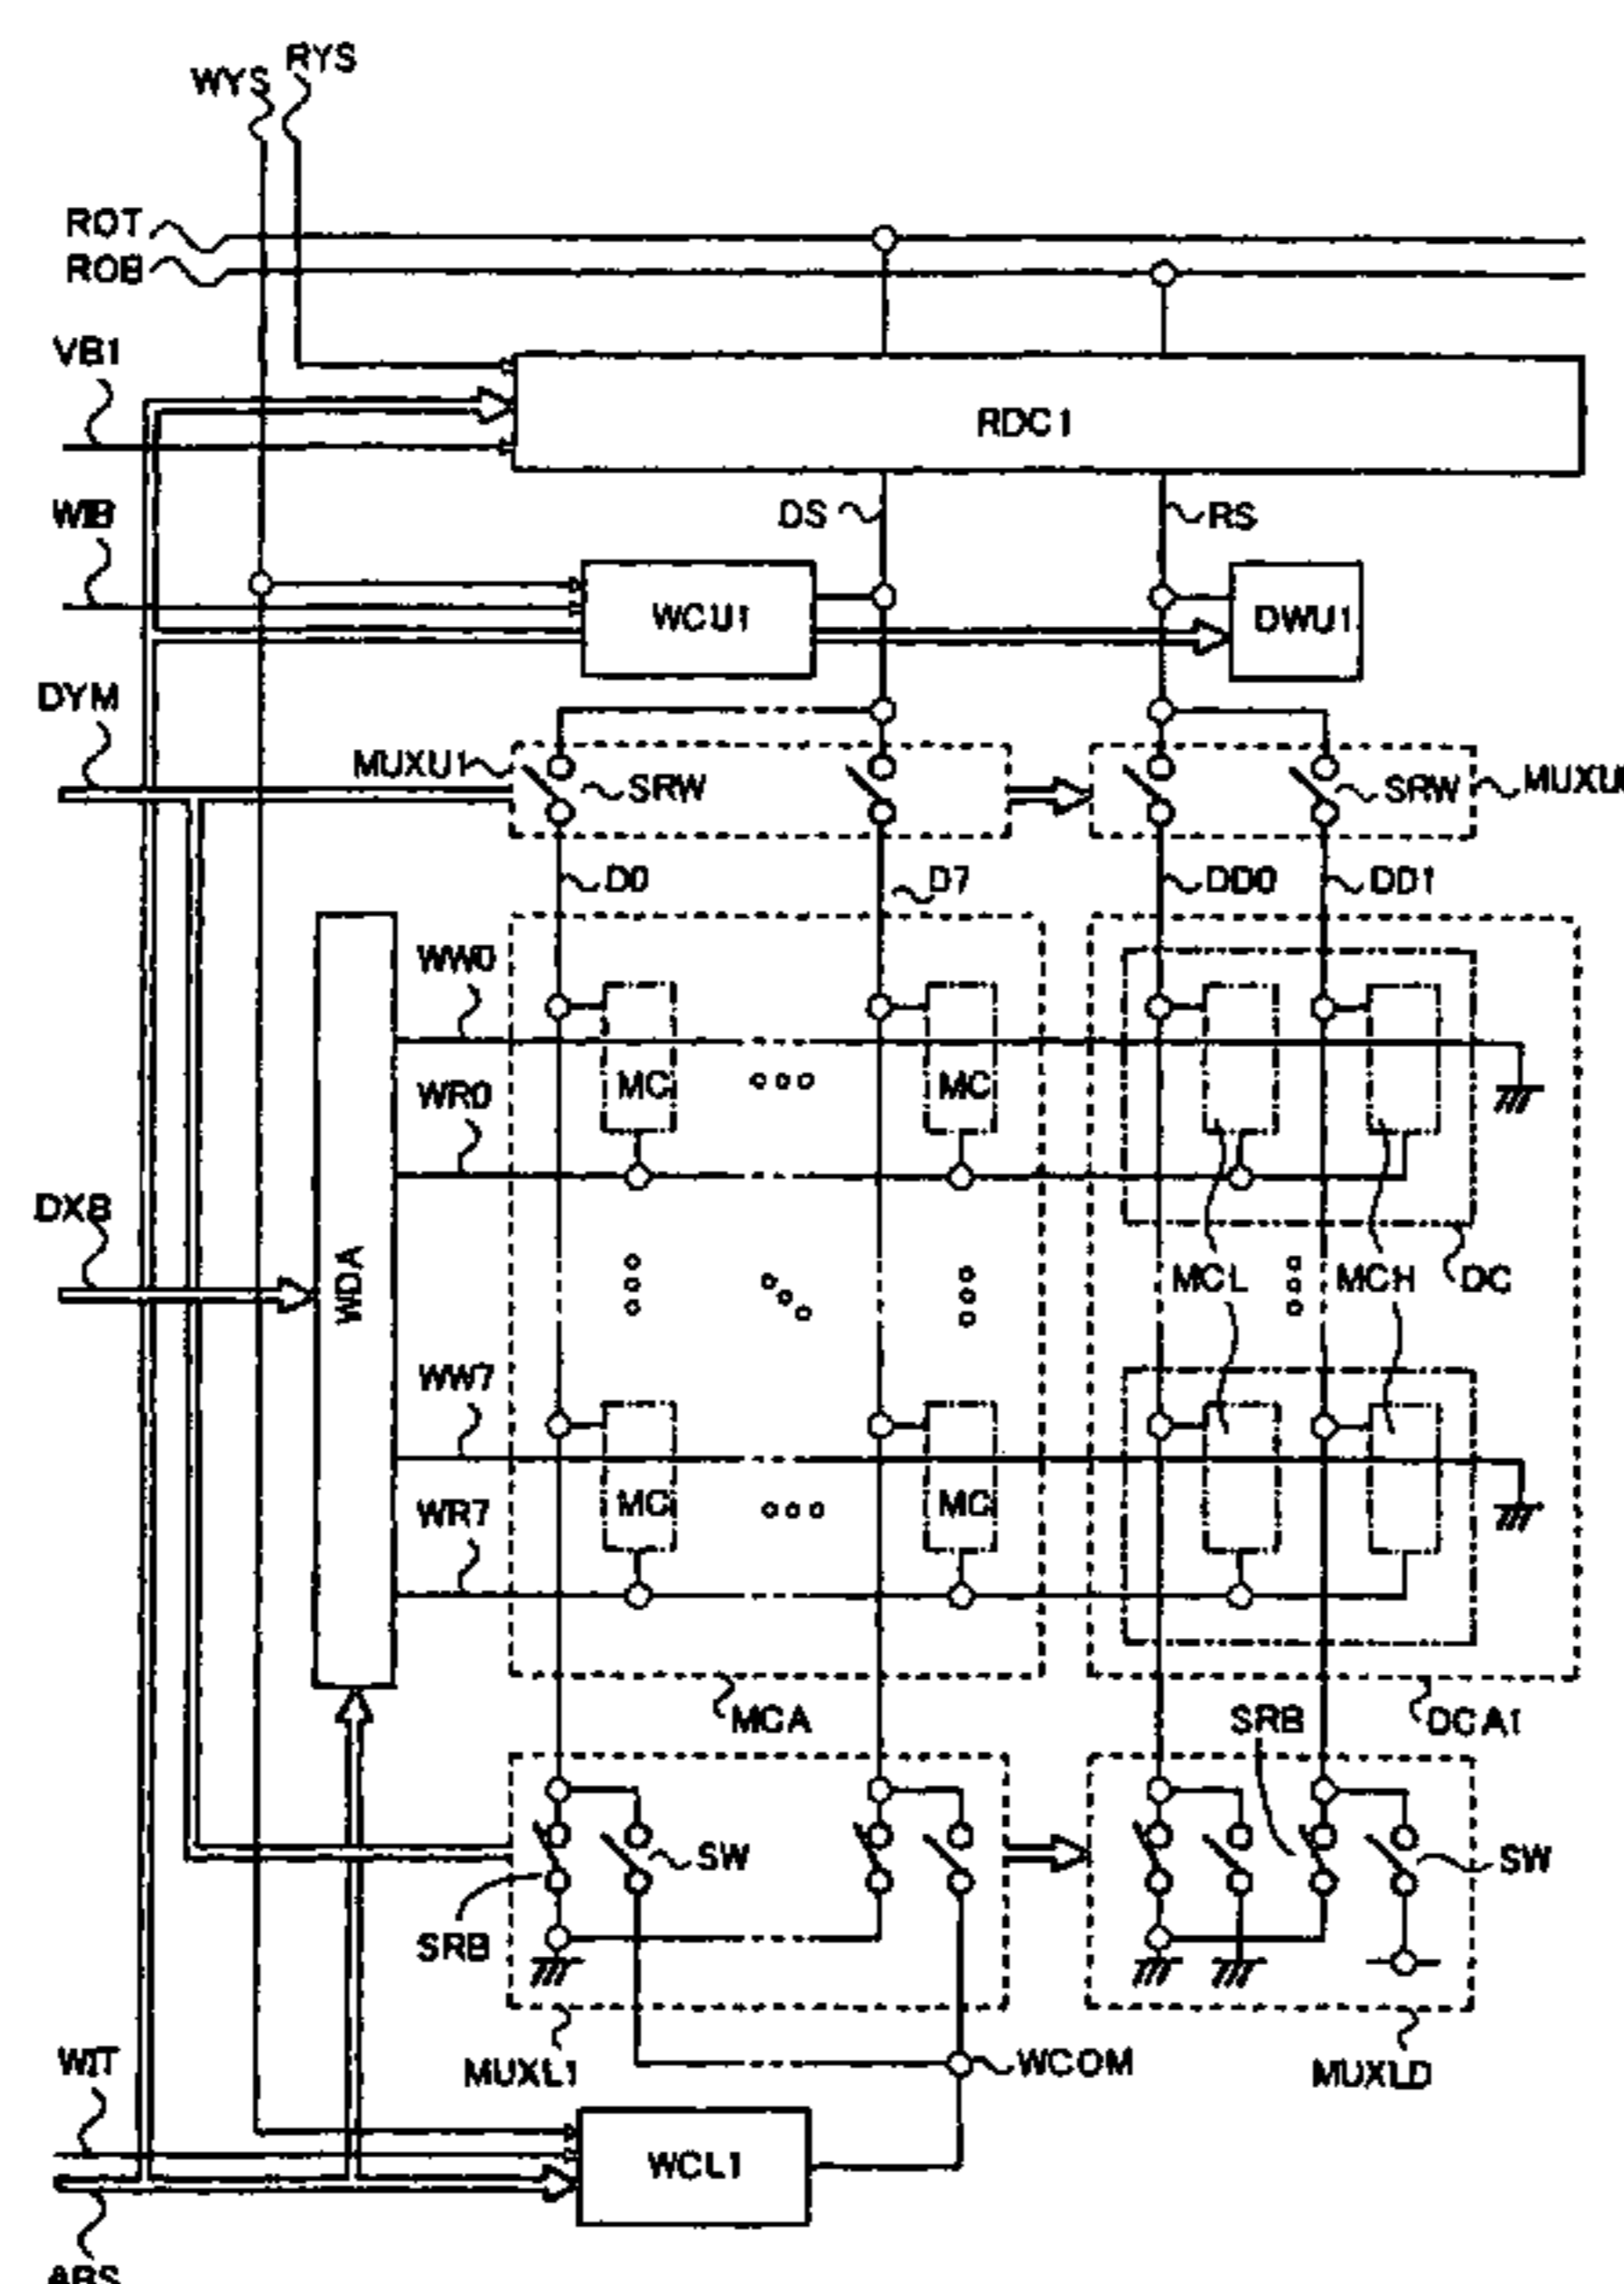 WYS RYS
ROT
ROB
VB1
RDC1
WIB
DS
RS
WCU1
DWU1
DYM
MUXU1
SRW
SRW
D0
D7
DD0
DD1
WW0
MC
MC
WR0
DXB
WDA
MCL
MCH
DC
WW7
MC
MC
WR7
MCA
SRB
DCA1
SW
SW
SRB
MUXL1
WCOM
MUXLD
WIT
WCL1